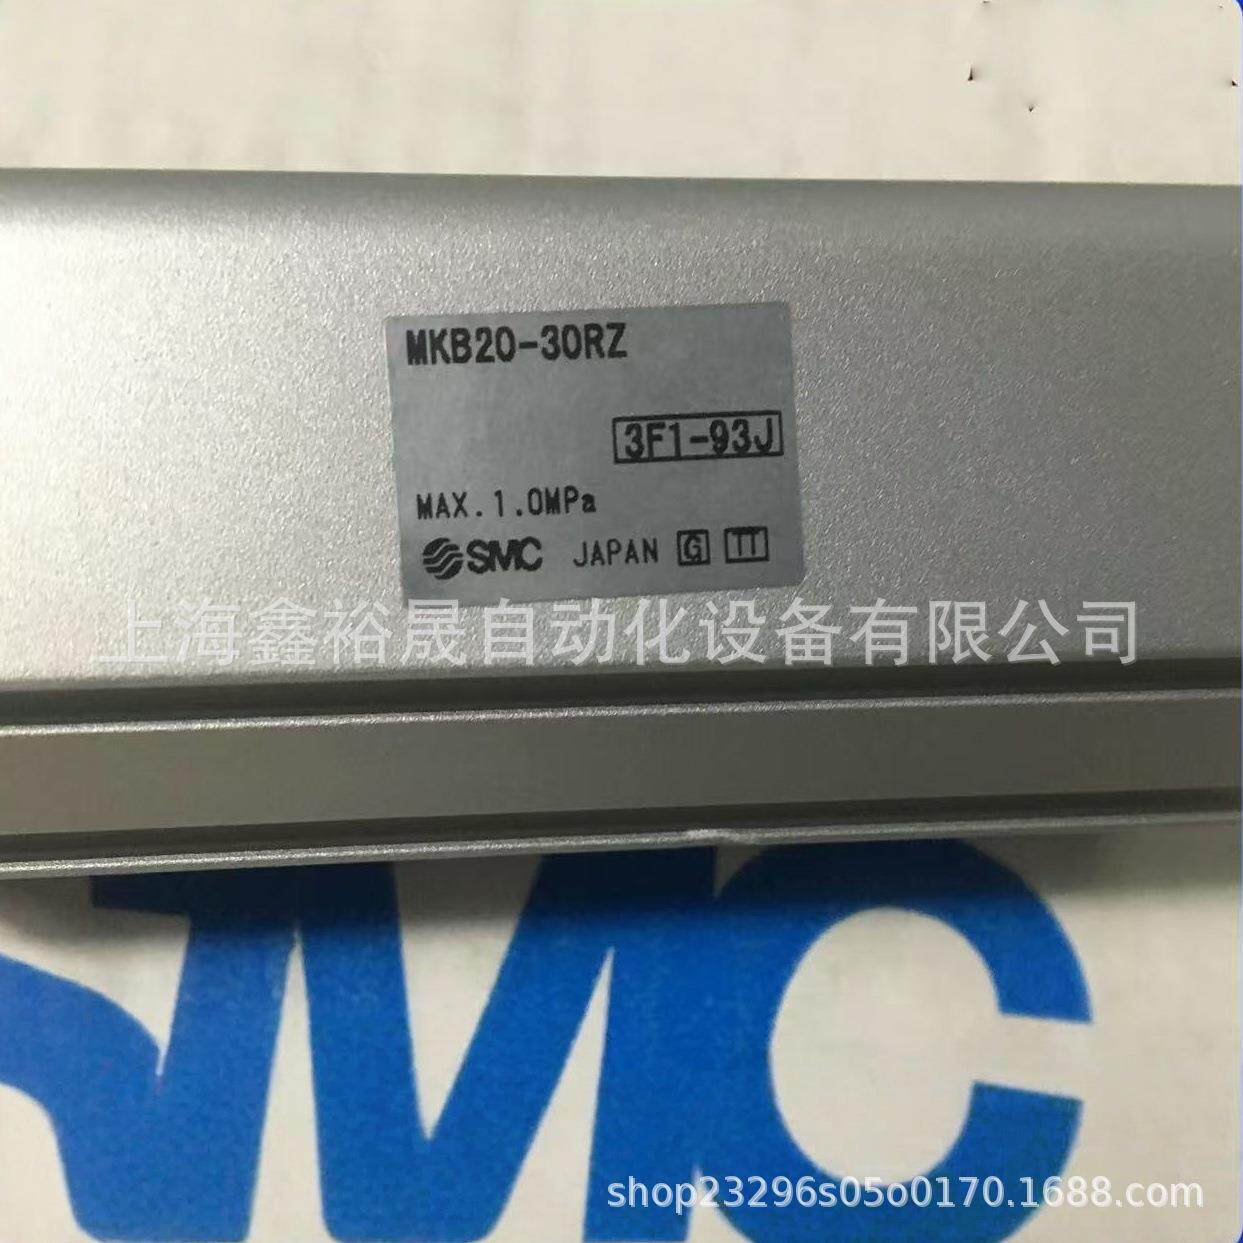 MKB20-30RZ
3F1-93J
MAX.1.0MPa
SMC JAPAN G TT
上海鑫裕晟自动化设备有限公司
SMC
shop23296s05o0170.1688.com